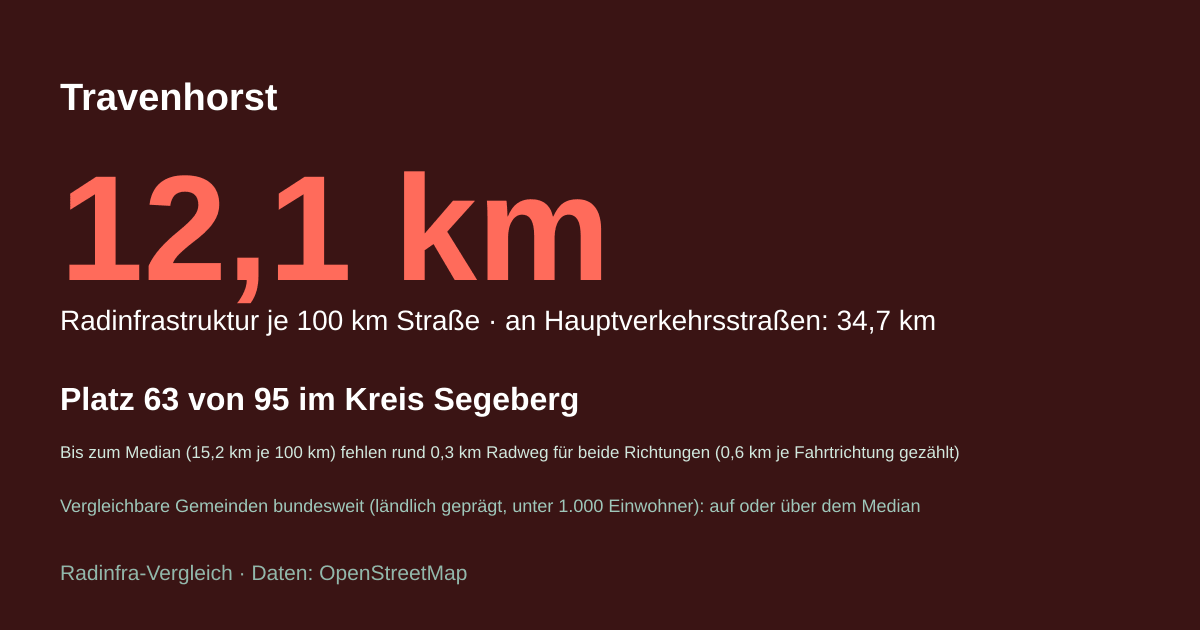 Travenhorst
12,1 km
Radinfrastruktur je 100 km Straße · an Hauptverkehrsstraßen: 34,7 km
Platz 63 von 95 im Kreis Segeberg
Bis zum Median (15,2 km je 100 km) fehlen rund 0,3 km Radweg für beide Richtungen (0,6 km je Fahrtrichtung gezählt)
Vergleichbare Gemeinden bundesweit (ländlich geprägt, unter 1.000 Einwohner): auf oder über dem Median
Radinfra-Vergleich · Daten: OpenStreetMap